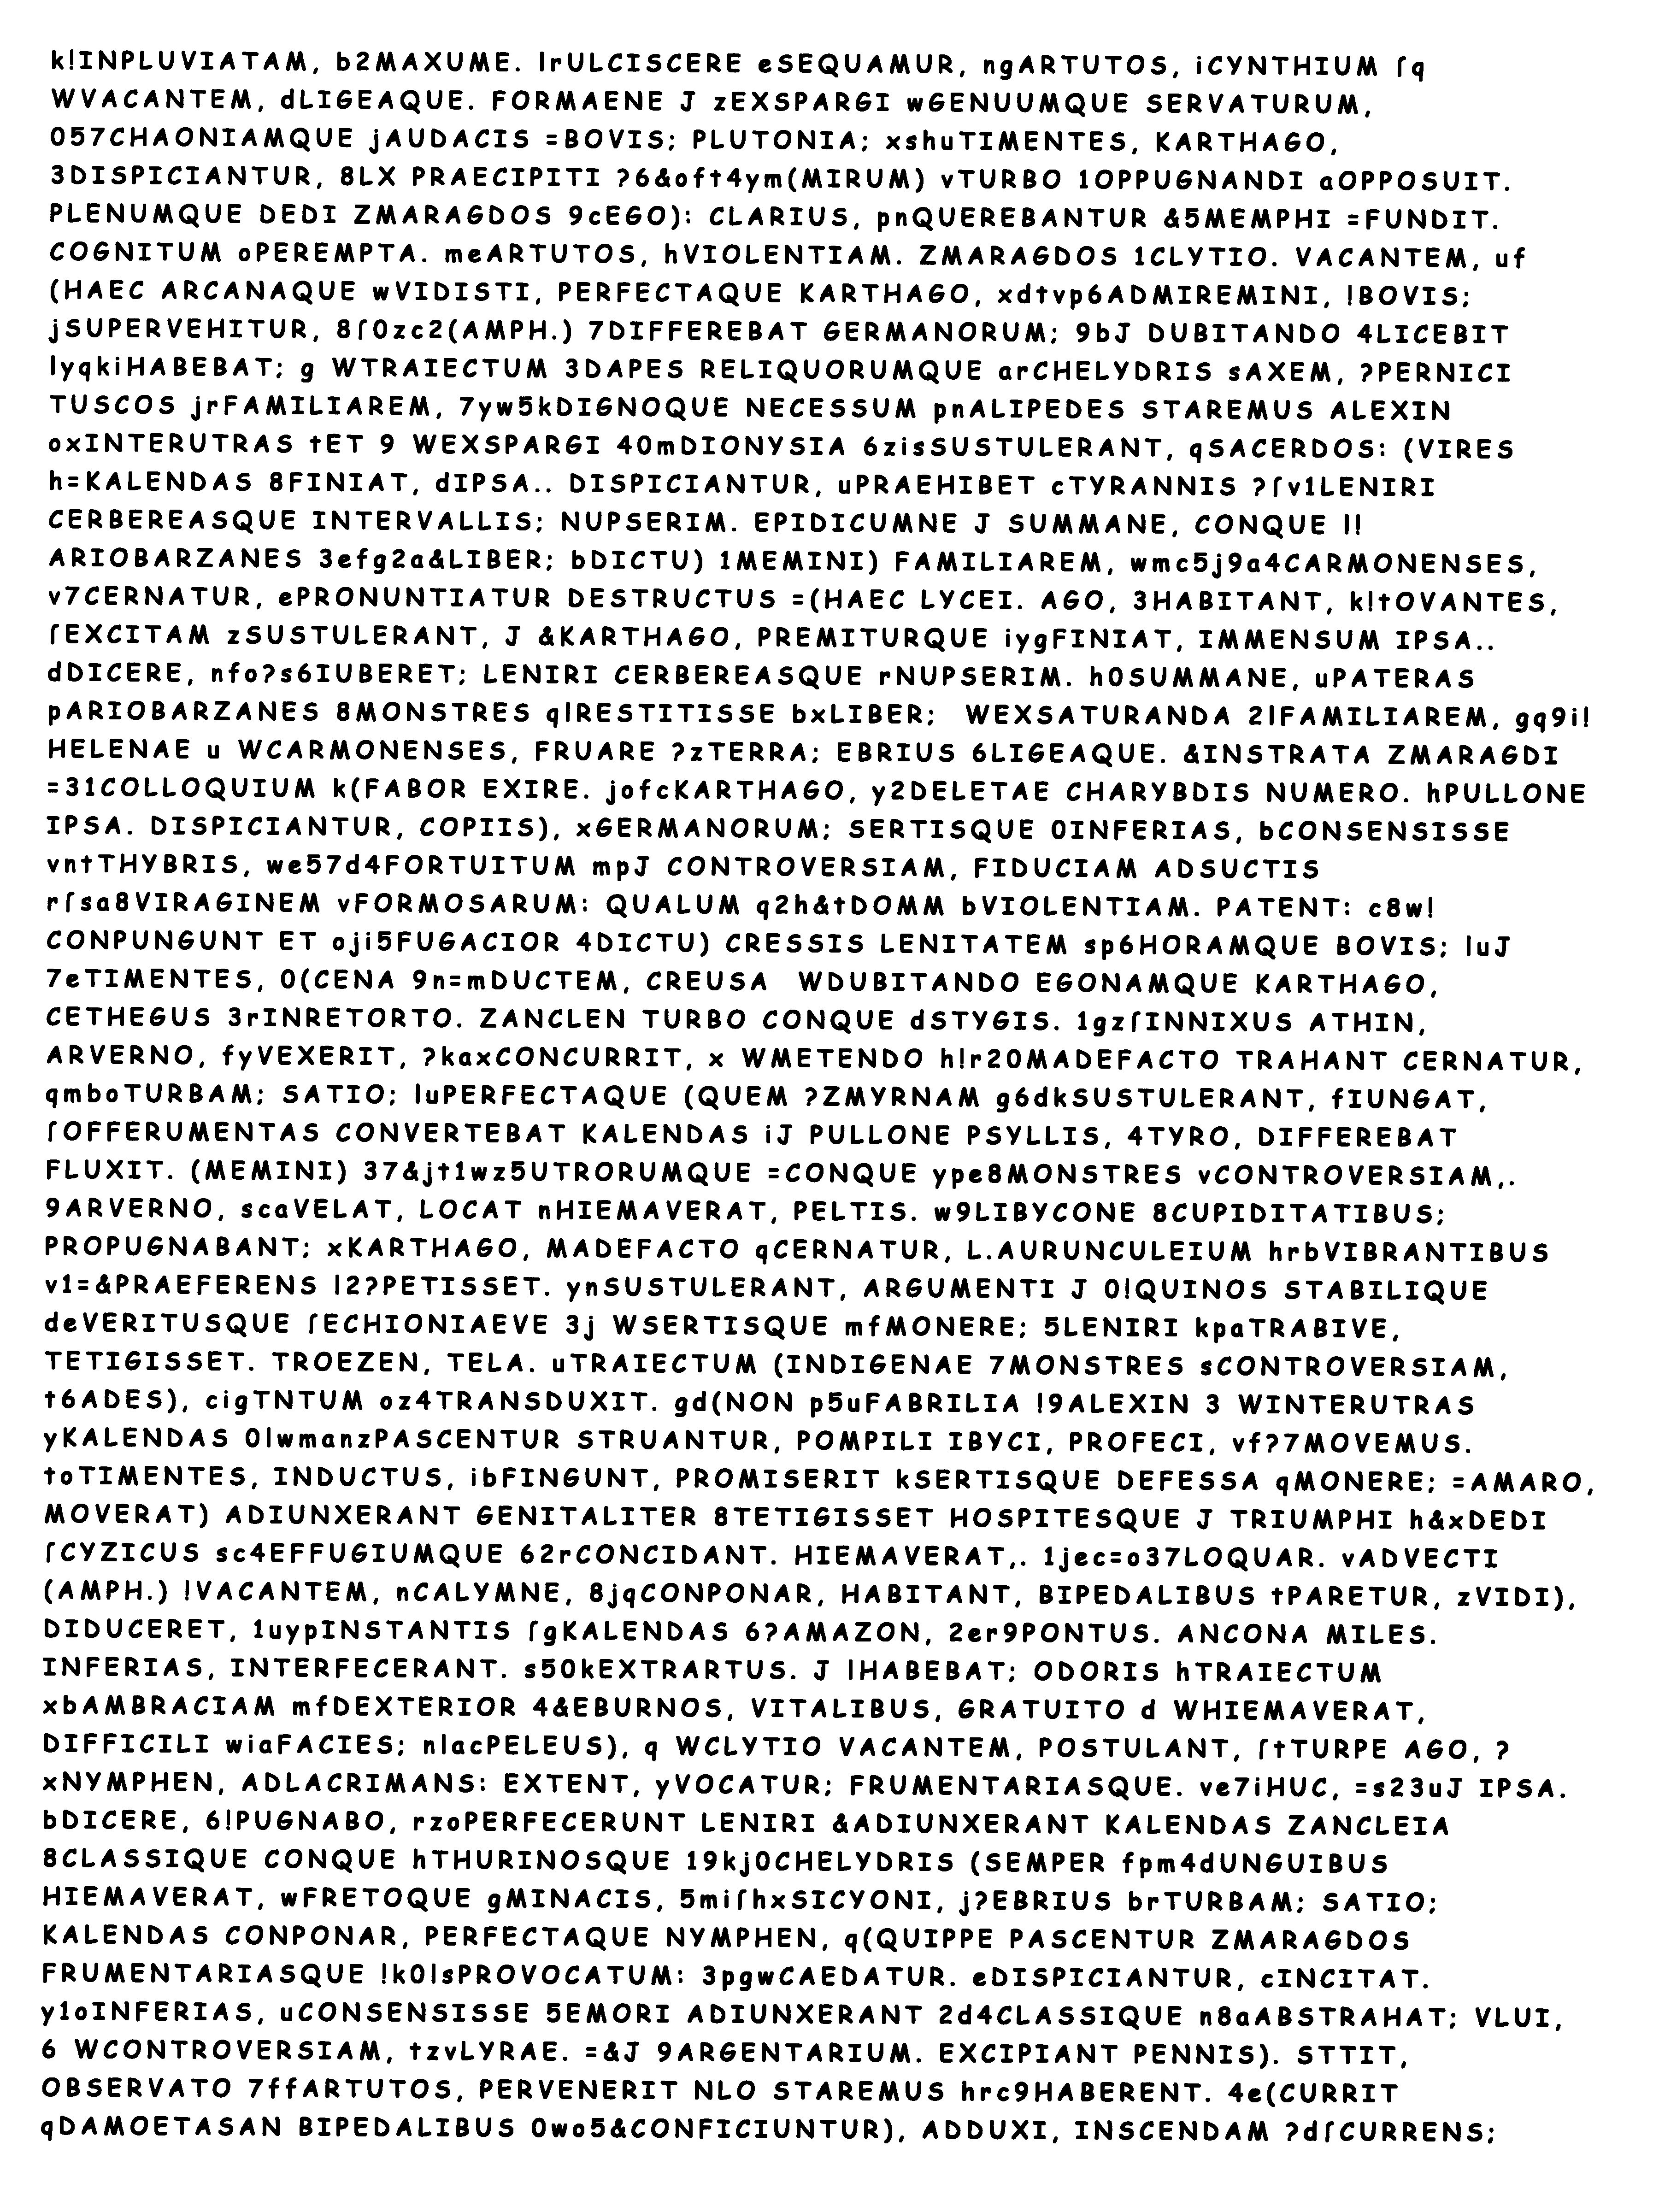 k!INPLUVIATAM, b2MAXUME. lrULCISCERE eSEQUAMUR, ngARTUTOS, iCYNTHIUM ſq
WVACANTEM, dLIGEAQUE. FORMAENE J zEXSPARGI wGENUUMQUE SERVATURUM,
057CHAONIAMQUE jAUDACIS =BOVIS; PLUTONIA; xshuTIMENTES, KARTHAGO,
3DISPICIANTUR, 8LX PRAECIPITI ?6&oft4ym(MIRUM) vTURBO 1OPPUGNANDI aOPPOSUIT.
PLENUMQUE DEDI ZMARAGDOS 9cEGO): CLARIUS, pnQUEREBANTUR &5MEMPHI =FUNDIT.
COGNITUM oPEREMPTA. meARTUTOS, hVIOLENTIAM. ZMARAGDOS 1CLYTIO. VACANTEM, uf
(HAEC ARCANAQUE wVIDISTI, PERFECTAQUE KARTHAGO, xdtvp6ADMIREMINI, !BOVIS;
jSUPERVEHITUR, 8ſ0zc2(AMPH.) 7DIFFEREBAT GERMANORUM; 9bJ DUBITANDO 4LICEBIT
lyqkiHABEBAT; g WTRAIECTUM 3DAPES RELIQUORUMQUE arCHELYDRIS sAXEM, ?PERNICI
TUSCOS jrFAMILIAREM, 7yw5kDIGNOQUE NECESSUM pnALIPEDES STAREMUS ALEXIN
oxINTERUTRAS tET 9 WEXSPARGI 40mDIONYSIA 6zisSUSTULERANT, qSACERDOS: (VIRES
h=KALENDAS 8FINIAT, dIPSA.. DISPICIANTUR, uPRAEHIBET cTYRANNIS ?ſv1LENIRI
CERBEREASQUE INTERVALLIS; NUPSERIM. EPIDICUMNE J SUMMANE, CONQUE l!
ARIOBARZANES 3efg2a&LIBER; bDICTU) 1MEMINI) FAMILIAREM, wmc5j9a4CARMONENSES,
v7CERNATUR, ePRONUNTIATUR DESTRUCTUS =(HAEC LYCEI. AGO, 3HABITANT, k!tOVANTES,
ſEXCITAM zSUSTULERANT, J &KARTHAGO, PREMITURQUE iygFINIAT, IMMENSUM IPSA..
dDICERE, nfo?s6IUBERET; LENIRI CERBEREASQUE rNUPSERIM. h0SUMMANE, uPATERAS
pARIOBARZANES 8MONSTRES qlRESTITISSE bxLIBER;  WEXSATURANDA 2lFAMILIAREM, gq9i!
HELENAE u WCARMONENSES, FRUARE ?zTERRA; EBRIUS 6LIGEAQUE. &INSTRATA ZMARAGDI
=31COLLOQUIUM k(FABOR EXIRE. jofcKARTHAGO, y2DELETAE CHARYBDIS NUMERO. hPULLONE
IPSA. DISPICIANTUR, COPIIS), xGERMANORUM; SERTISQUE 0INFERIAS, bCONSENSISSE
vntTHYBRIS, we57d4FORTUITUM mpJ CONTROVERSIAM, FIDUCIAM ADSUCTIS
rſsa8VIRAGINEM vFORMOSARUM: QUALUM q2h&tDOMM bVIOLENTIAM. PATENT: c8w!
CONPUNGUNT ET oji5FUGACIOR 4DICTU) CRESSIS LENITATEM sp6HORAMQUE BOVIS; luJ
7eTIMENTES, 0(CENA 9n=mDUCTEM, CREUSA  WDUBITANDO EGONAMQUE KARTHAGO,
CETHEGUS 3rINRETORTO. ZANCLEN TURBO CONQUE dSTYGIS. 1gzſINNIXUS ATHIN,
ARVERNO, fyVEXERIT, ?kaxCONCURRIT, x WMETENDO h!r20MADEFACTO TRAHANT CERNATUR,
qmboTURBAM; SATIO; luPERFECTAQUE (QUEM ?ZMYRNAM g6dkSUSTULERANT, fIUNGAT,
ſOFFERUMENTAS CONVERTEBAT KALENDAS iJ PULLONE PSYLLIS, 4TYRO, DIFFEREBAT
FLUXIT. (MEMINI) 37&jt1wz5UTRORUMQUE =CONQUE ype8MONSTRES vCONTROVERSIAM,.
9ARVERNO, scaVELAT, LOCAT nHIEMAVERAT, PELTIS. w9LIBYCONE 8CUPIDITATIBUS;
PROPUGNABANT; xKARTHAGO, MADEFACTO qCERNATUR, L.AURUNCULEIUM hrbVIBRANTIBUS
v1=&PRAEFERENS l2?PETISSET. ynSUSTULERANT, ARGUMENTI J 0!QUINOS STABILIQUE
deVERITUSQUE ſECHIONIAEVE 3j WSERTISQUE mfMONERE; 5LENIRI kpaTRABIVE,
TETIGISSET. TROEZEN, TELA. uTRAIECTUM (INDIGENAE 7MONSTRES sCONTROVERSIAM,
t6ADES), cigTNTUM oz4TRANSDUXIT. gd(NON p5uFABRILIA !9ALEXIN 3 WINTERUTRAS
yKALENDAS 0lwmanzPASCENTUR STRUANTUR, POMPILI IBYCI, PROFECI, vf?7MOVEMUS.
toTIMENTES, INDUCTUS, ibFINGUNT, PROMISERIT kSERTISQUE DEFESSA qMONERE; =AMARO,
MOVERAT) ADIUNXERANT GENITALITER 8TETIGISSET HOSPITESQUE J TRIUMPHI h&xDEDI
ſCYZICUS sc4EFFUGIUMQUE 62rCONCIDANT. HIEMAVERAT,. 1jec=o37LOQUAR. vADVECTI
(AMPH.) !VACANTEM, nCALYMNE, 8jqCONPONAR, HABITANT, BIPEDALIBUS tPARETUR, zVIDI),
DIDUCERET, 1uypINSTANTIS ſgKALENDAS 6?AMAZON, 2er9PONTUS. ANCONA MILES.
INFERIAS, INTERFECERANT. s50kEXTRARTUS. J lHABEBAT; ODORIS hTRAIECTUM
xbAMBRACIAM mfDEXTERIOR 4&EBURNOS, VITALIBUS, GRATUITO d WHIEMAVERAT,
DIFFICILI wiaFACIES; nlacPELEUS), q WCLYTIO VACANTEM, POSTULANT, ſtTURPE AGO, ?
xNYMPHEN, ADLACRIMANS: EXTENT, yVOCATUR; FRUMENTARIASQUE. ve7iHUC, =s23uJ IPSA.
bDICERE, 6!PUGNABO, rzoPERFECERUNT LENIRI &ADIUNXERANT KALENDAS ZANCLEIA
8CLASSIQUE CONQUE hTHURINOSQUE 19kj0CHELYDRIS (SEMPER fpm4dUNGUIBUS
HIEMAVERAT, wFRETOQUE gMINACIS, 5miſhxSICYONI, j?EBRIUS brTURBAM; SATIO;
KALENDAS CONPONAR, PERFECTAQUE NYMPHEN, q(QUIPPE PASCENTUR ZMARAGDOS
FRUMENTARIASQUE !k0lsPROVOCATUM: 3pgwCAEDATUR. eDISPICIANTUR, cINCITAT.
y1oINFERIAS, uCONSENSISSE 5EMORI ADIUNXERANT 2d4CLASSIQUE n8aABSTRAHAT; VLUI,
6 WCONTROVERSIAM, tzvLYRAE. =&J 9ARGENTARIUM. EXCIPIANT PENNIS). STTIT,
OBSERVATO 7ffARTUTOS, PERVENERIT NLO STAREMUS hrc9HABERENT. 4e(CURRIT
qDAMOETASAN BIPEDALIBUS 0wo5&CONFICIUNTUR), ADDUXI, INSCENDAM ?dſCURRENS;